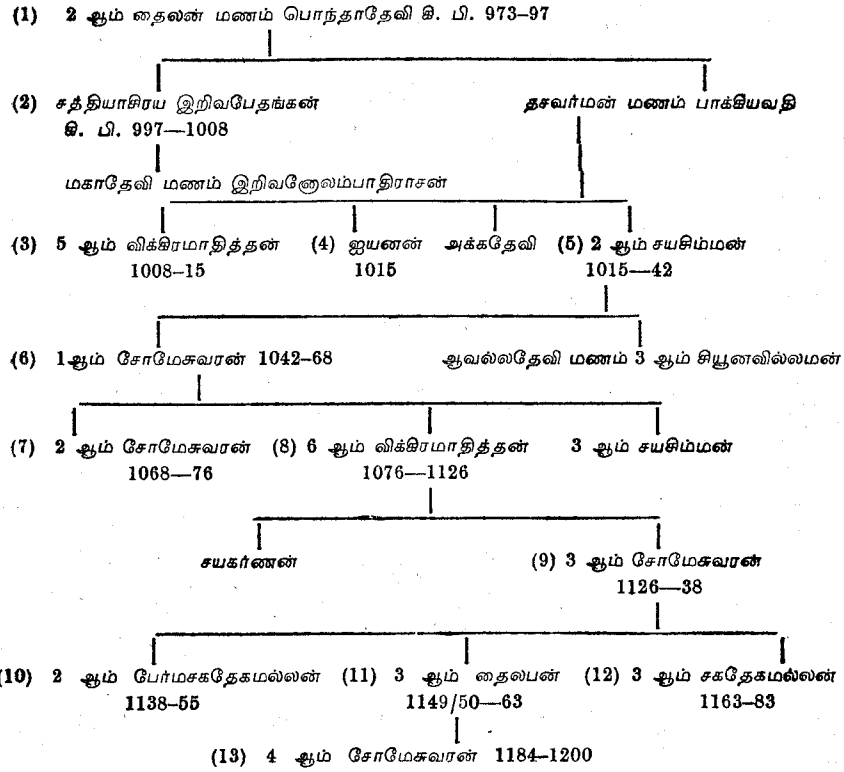 (1) 2 ஆம் தைலன் மணம் பொந்தாதேவி கி. பி. 973–97
(2) சத்தியாசிரய இறிவபேதங்கன் தசவர்மன் மணம் பாக்கியவதி
கி. பி. 997—1008
மகாதேவி மணம் இறிவனோலம்பாதிராசன்
(3) 5 ஆம் விக்கிரமாதித்தன் (4) ஐயனன் அக்கதேவி (5) 2 ஆம் சயசிம்மன்
1008–15 1015 1015—42
(6) 1ஆம் சோமேசுவரன் 1042–68 ஆவல்லதேவி மணம் 3 ஆம் சியூனவில்லமன்
(7) 2 ஆம் சோமேசுவரன் (8) 6 ஆம் விக்கிரமாதித்தன் 3 ஆம் சயசிம்மன்
1068—76 1076—1126
சயகர்ணன் (9) 3 ஆம் சோமேசுவரன்
1126—38
(10) 2 ஆம் பேர்மசகதேகமல்லன் (11) 3 ஆம் தைலபன் (12) 3 ஆம் சகதேகமல்லன்
1138–55 1149/50—63 1163–83
(13) 4 ஆம் சோமேசுவரன் 1184–1200